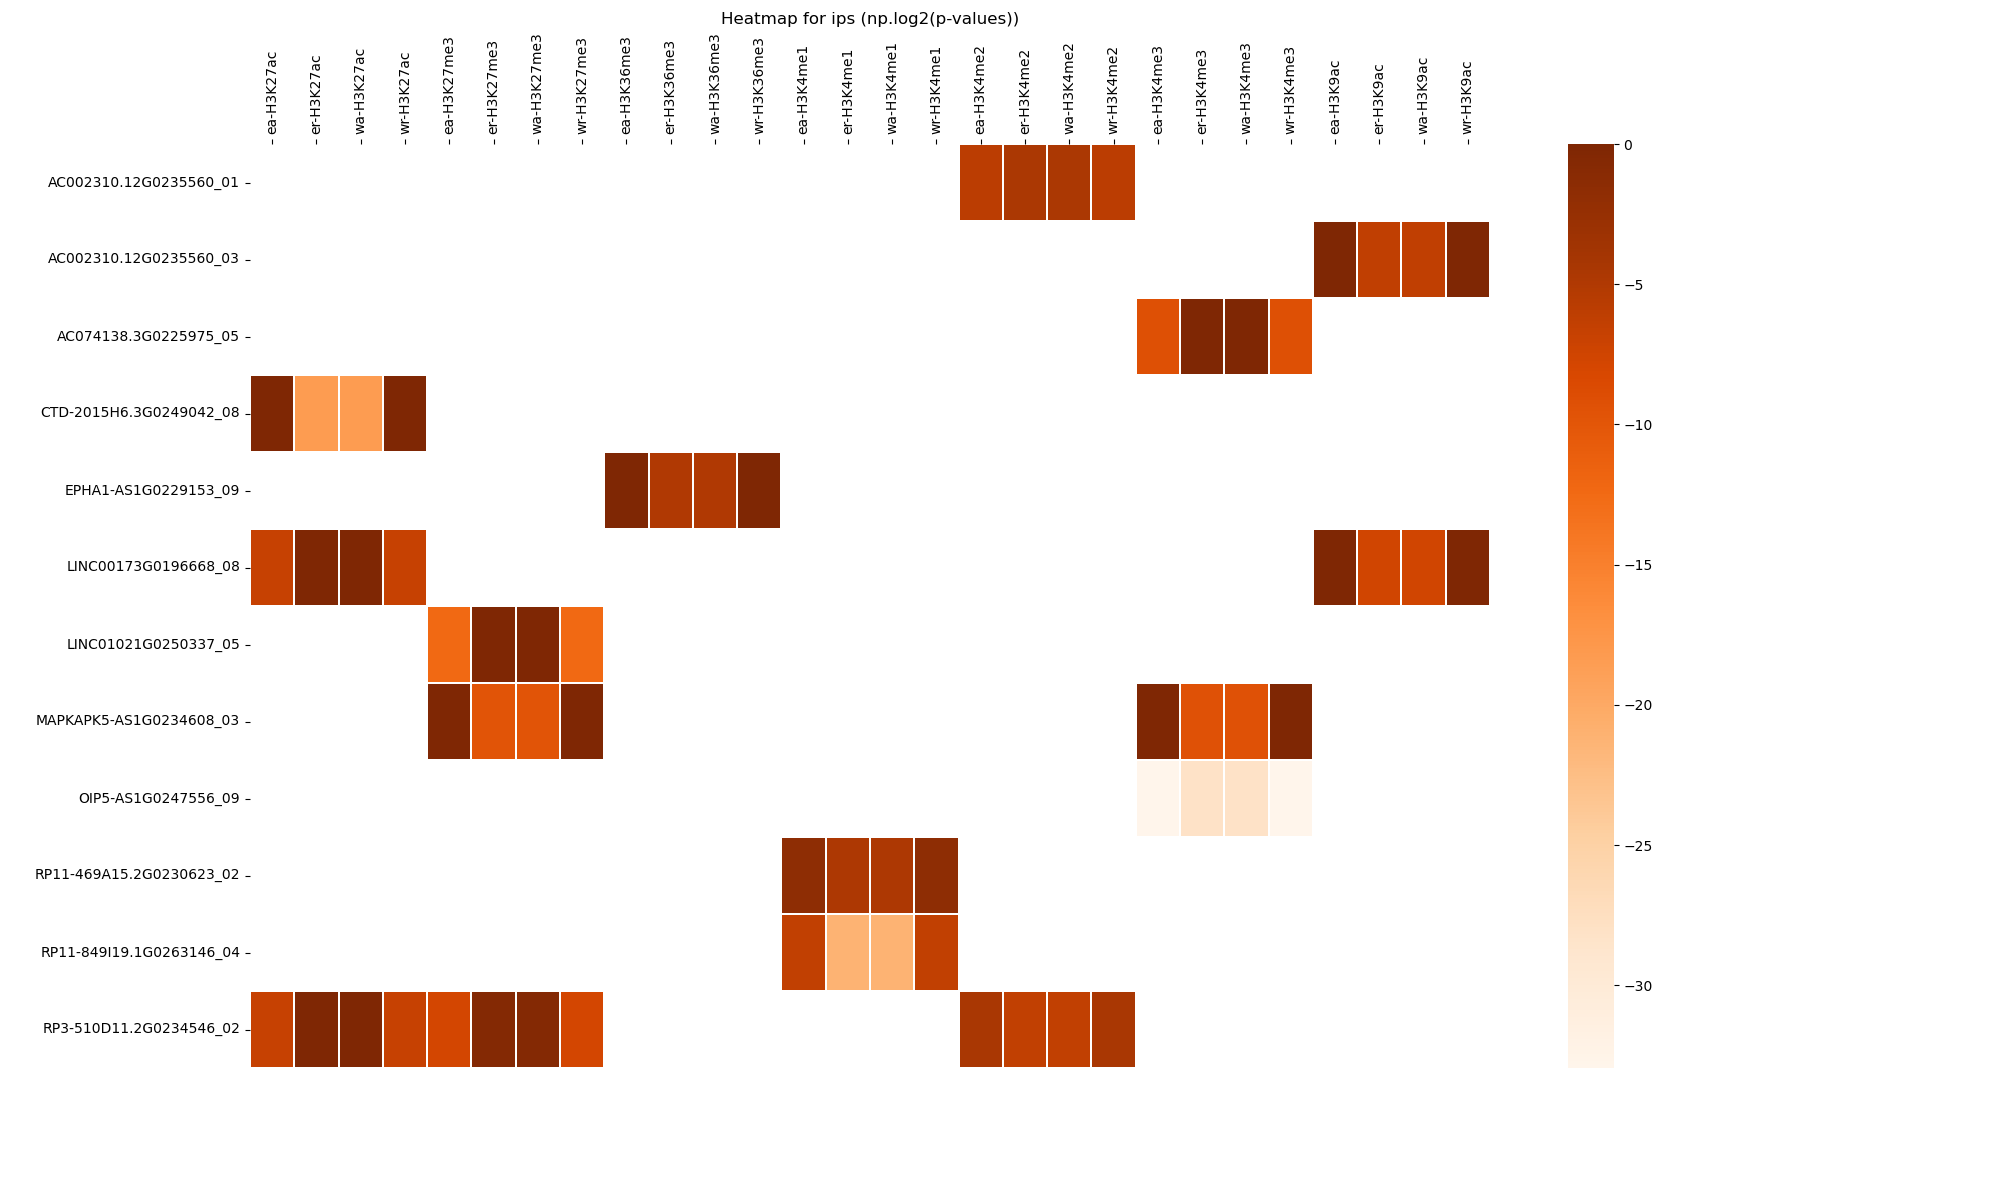 Heatmap for ips (np.log2(p-values))
ea-H3K27ac
er-H3K27ac
wa-H3K27ac
wr-H3K27ac
ea-H3K27me3
er-H3K27me3
wa-H3K27me3
wr-H3K27me3
ea-H3K36me3
er-H3K36me3
wa-H3K36me3
wr-H3K36me3
ea-H3K4me1
er-H3K4me1
wa-H3K4me1
wr-H3K4me1
ea-H3K4me2
er-H3K4me2
wa-H3K4me2
wr-H3K4me2
ea-H3K4me3
er-H3K4me3
wa-H3K4me3
wr-H3K4me3
ea-H3K9ac
er-H3K9ac
wa-H3K9ac
wr-H3K9ac
AC002310.12G0235560_01
AC002310.12G0235560_03
AC074138.3G0225975_05
CTD-2015H6.3G0249042_08
EPHA1-AS1G0229153_09
LINC00173G0196668_08
LINC01021G0250337_05
MAPKAPK5-AS1G0234608_03
OIP5-AS1G0247556_09
RP11-469A15.2G0230623_02
RP11-849I19.1G0263146_04
RP3-510D11.2G0234546_02
0
−5
−10
−15
−20
−25
−30